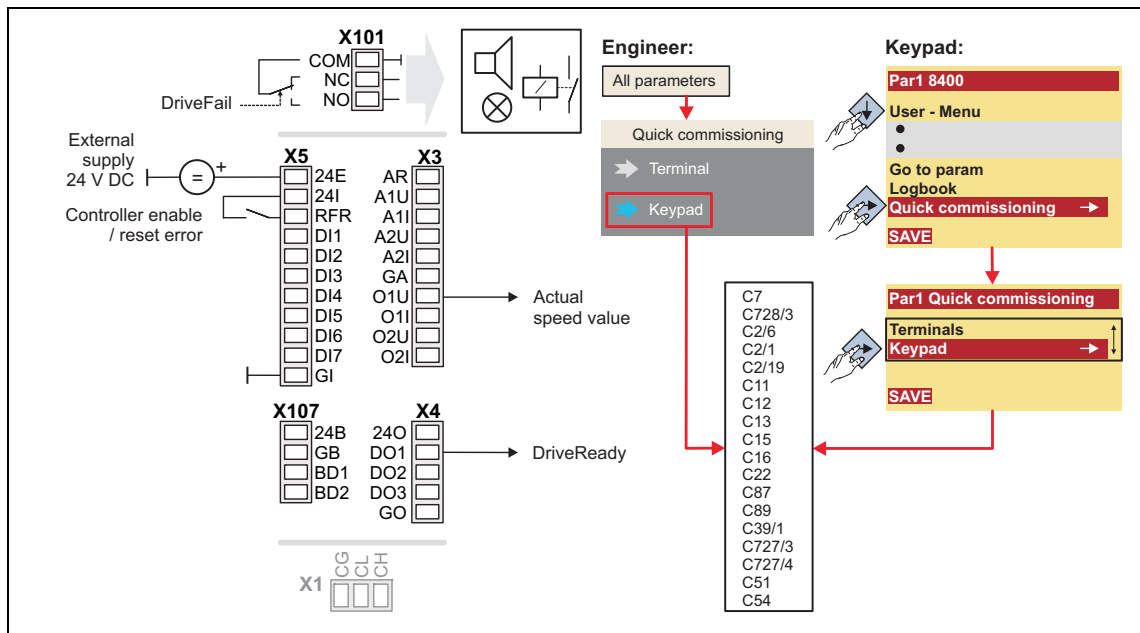 X101
COM
NC
NO
DriveFail
External
supply
24 V DC
=
+
Controller enable
/ reset error
X5
24E
24I
RFR
DI1
DI2
DI3
DI4
DI5
DI6
DI7
GI
X3
AR
A1U
A1I
A2U
A2I
GA
O1U
O1I
O2U
O2I
Actual
speed value
X107
24B
GB
BD1
BD2
X4
24O
DO1
DO2
DO3
GO
DriveReady
X1
CG
CL
CH
Engineer:
All parameters
Quick commissioning
Terminal
Keypad
C7
C728/3
C2/6
C2/1
C2/19
C11
C12
C13
C15
C16
C22
C87
C89
C39/1
C727/3
C727/4
C51
C54
Keypad:
Par1 8400
User - Menu
Go to param
Logbook
Quick commissioning
SAVE
Par1 Quick commissioning
Terminals
Keypad
SAVE